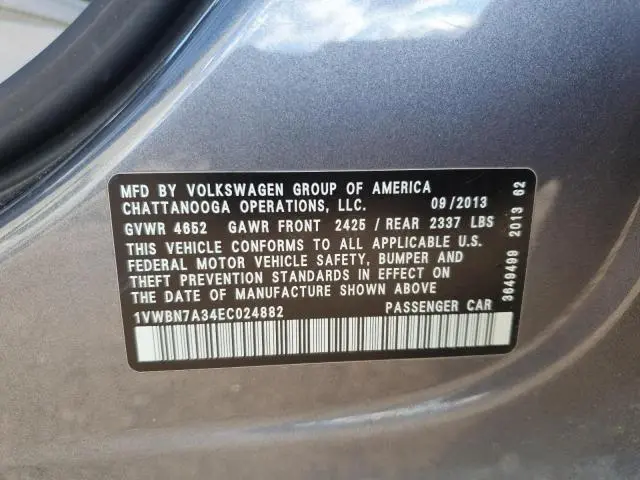 MFD BY VOLKSWAGEN GROUP OF AMERICA
CHATTANOOGA OPERATIONS, LLC. 09/2013
GVWR 4652 GAWR FRONT 2425 / REAR 2337 LBS
THIS VEHICLE CONFORMS TO ALL APPLICABLE U.S.
FEDERAL MOTOR VEHICLE SAFETY, BUMPER AND
THEFT PREVENTION STANDARDS IN EFFECT ON
THE DATE OF MANUFACTURE SHOWN ABOVE
1VWBN7A34EC024882 PASSENGER CAR
3649499 2013 62